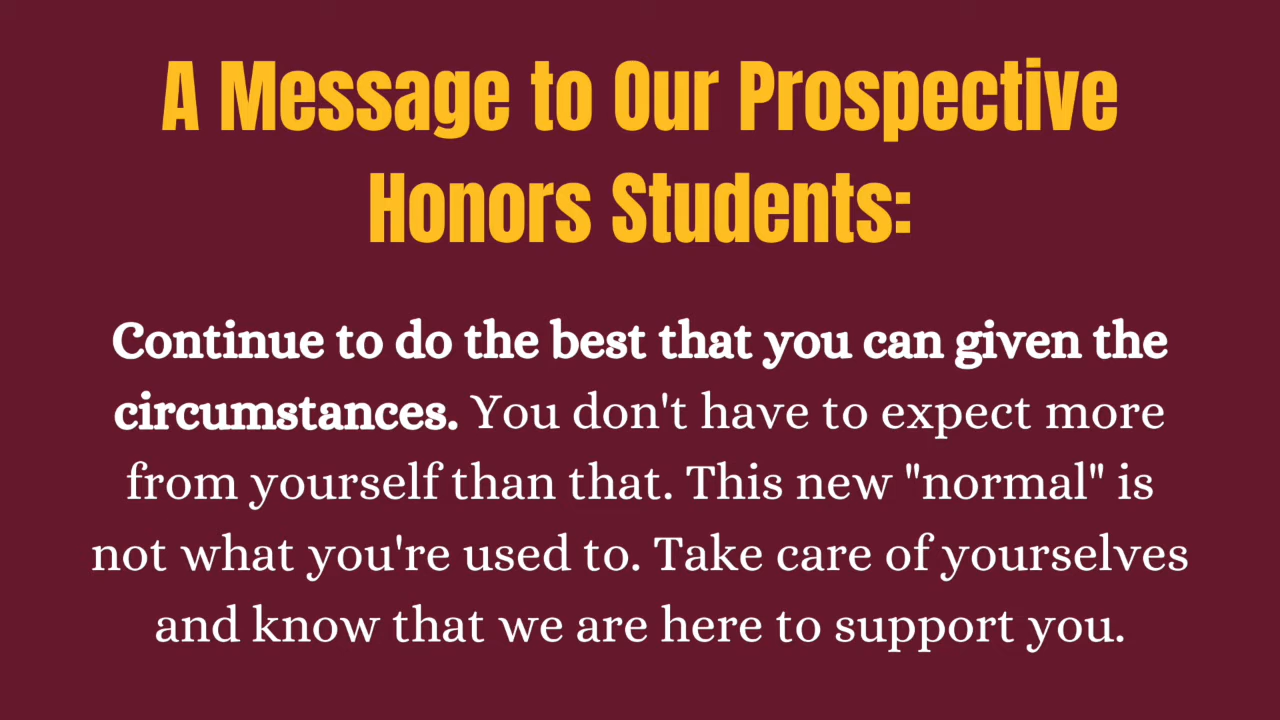 A Message to Our Prospective
Honors Students:
Continue to do the best that you can given the
circumstances. You don't have to expect more
from yourself than that. This new "normal" is
not what you're used to. Take care of yourselves
and know that we are here to support you.